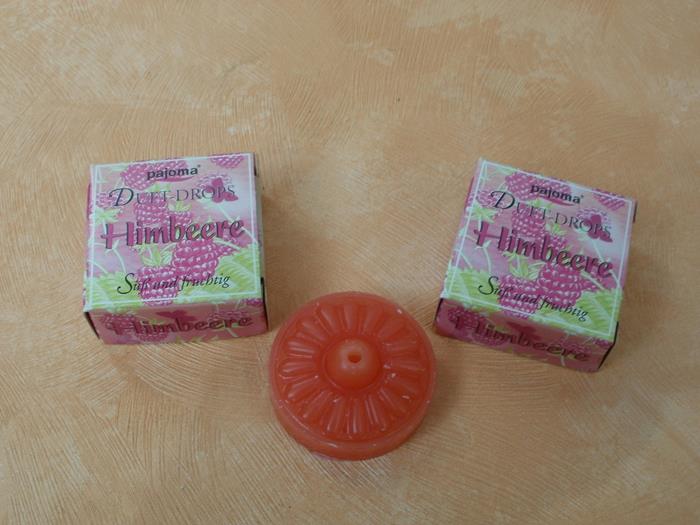 pajoma®
DUFT-DROPS
Himbeere
Süß und fruchtig
Himbeere
pajoma®
DUFT-DROPS
Himbeere
Süß und fruchtig
Himbeere